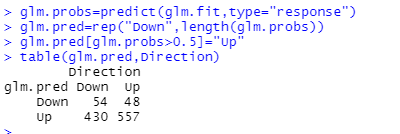 > glm.probs=predict(glm.fit,type="response")
> glm.pred=rep("Down",length(glm.probs))
> glm.pred[glm.probs>0.5]="Up"
> table(glm.pred,Direction)
        Direction
glm.pred Down  Up
    Down   54  48
    Up    430 557
>